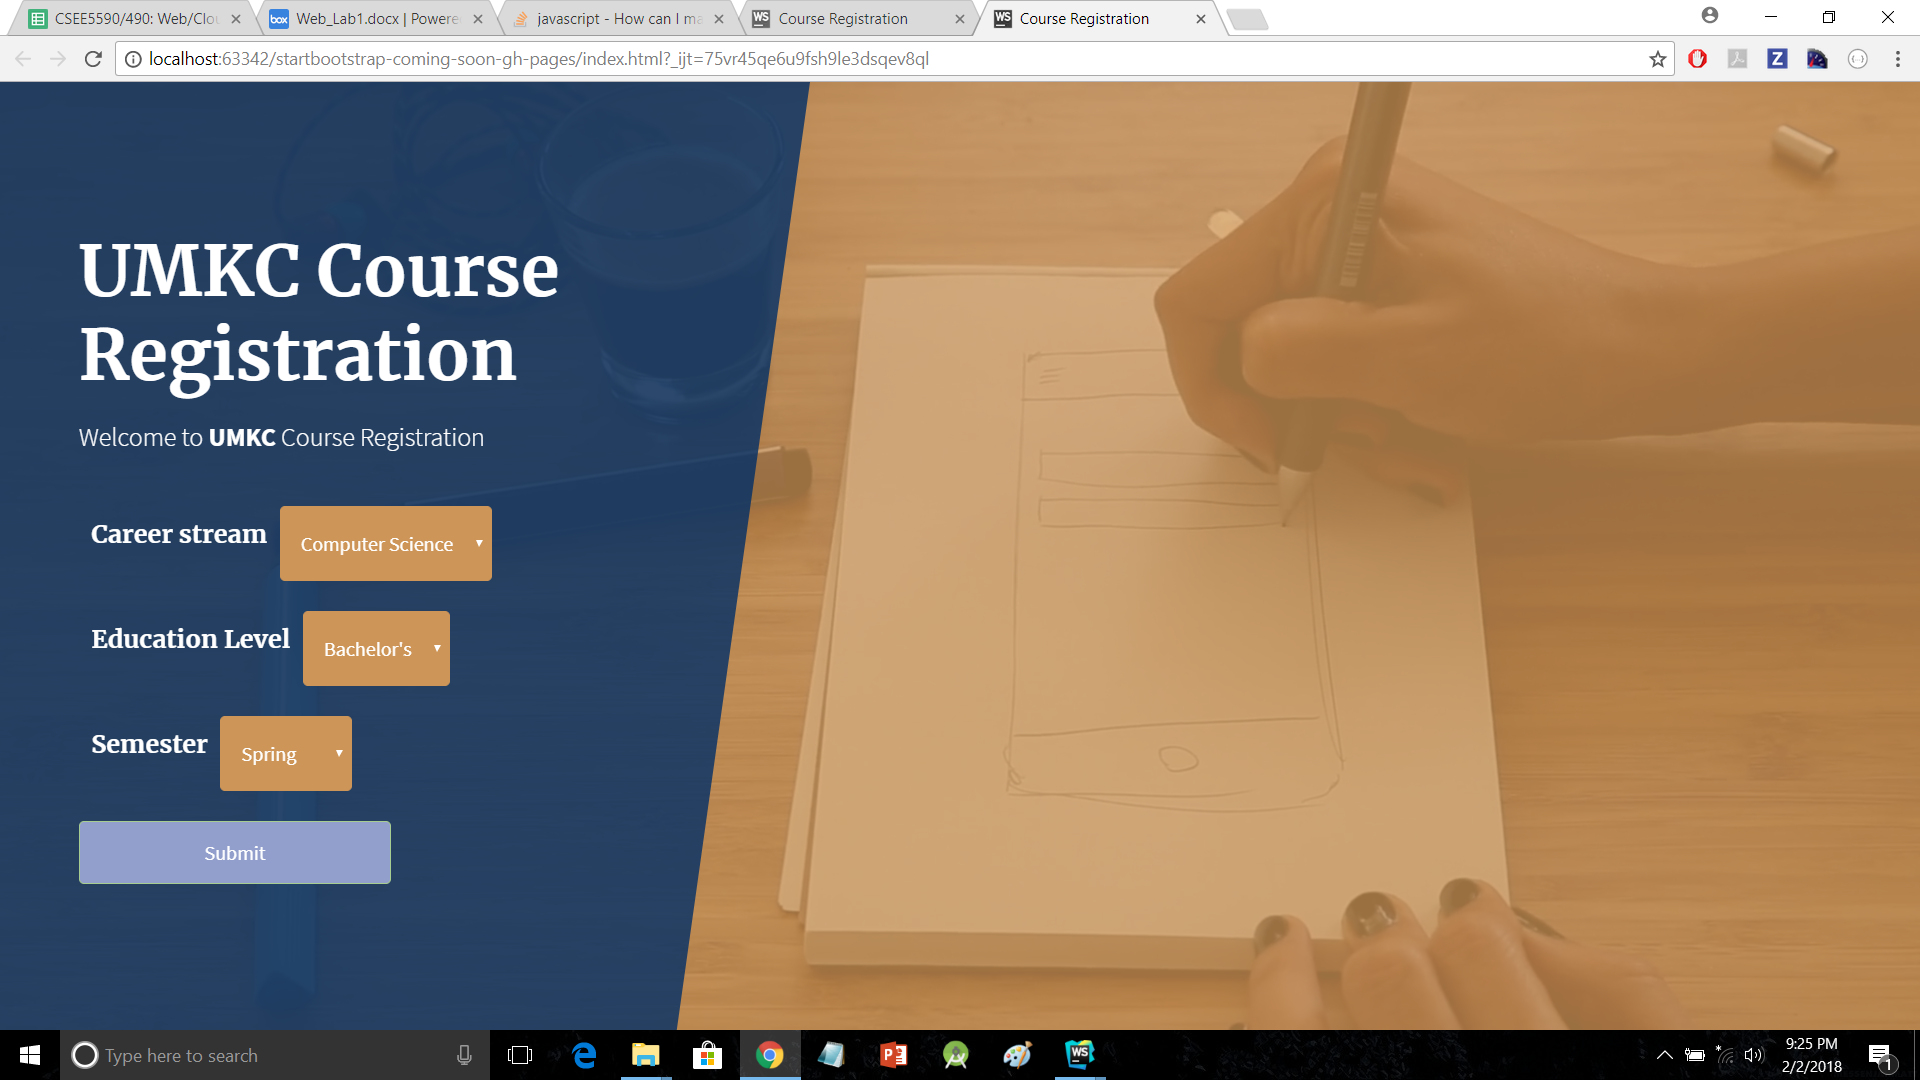 CSEE5590/490: Web/Clou
Web_Lab1.docx | Powere
javascript - How can I ma
Course Registration
Course Registration
localhost:63342/startbootstrap-coming-soon-gh-pages/index.html?_ijt=75vr45qe6u9fsh9le3dsqev8ql
UMKC Course
Registration
Welcome to UMKC Course Registration
Career stream
Computer Science
Education Level
Bachelor's
Semester
Spring
Submit
Type here to search
9:25 PM
2/2/2018
1